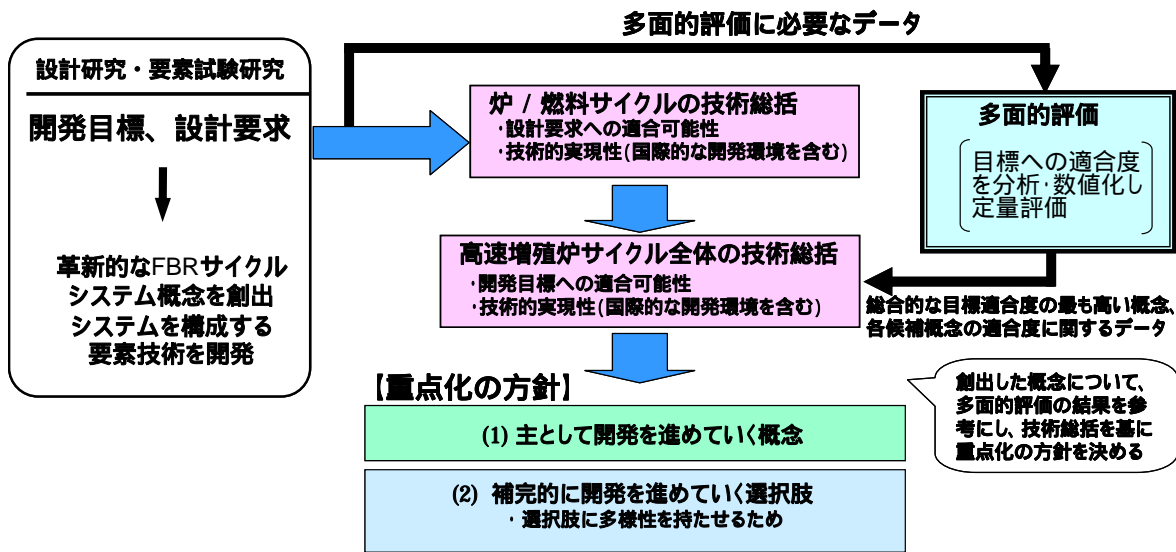 多面的評価に必要なデータ
設計研究・要素試験研究
開発目標、設計要求
革新的なFBRサイクル
システム概念を創出
システムを構成する
要素技術を開発
炉 / 燃料サイクルの技術総括
・設計要求への適合可能性
・技術的実現性(国際的な開発環境を含む)
多面的評価
目標への適合度
を分析・数値化し
定量評価
高速増殖炉サイクル全体の技術総括
・開発目標への適合可能性
・技術的実現性(国際的な開発環境を含む)
総合的な目標適合度の最も高い概念、
各候補概念の適合度に関するデータ
【重点化の方針】
(1) 主として開発を進めていく概念
(2) 補完的に開発を進めていく選択肢
・ 選択肢に多様性を持たせるため
創出した概念について、
多面的評価の結果を参
考にし、技術総括を基に
重点化の方針を決める